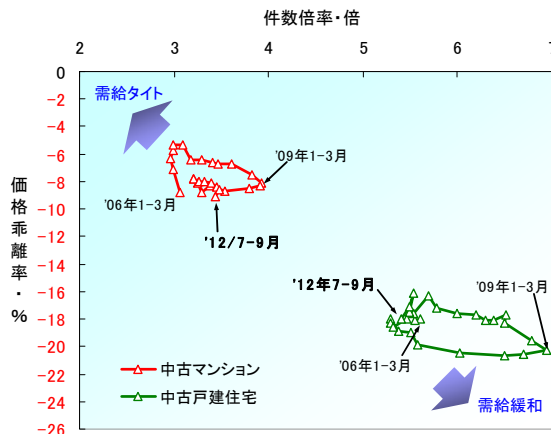 件数倍率・倍
2 3 4 5 6 7
0
-2
-4
-6
-8
-10
-12
-14
-16
-18
-20
-22
-24
-26
価格乖離率・%
需給タイト
'09年1-3月
'06年1-3月
'12/7-9月
'12年7-9月
'09年1-3月
'06年1-3月
中古マンション
中古戸建住宅
需給緩和